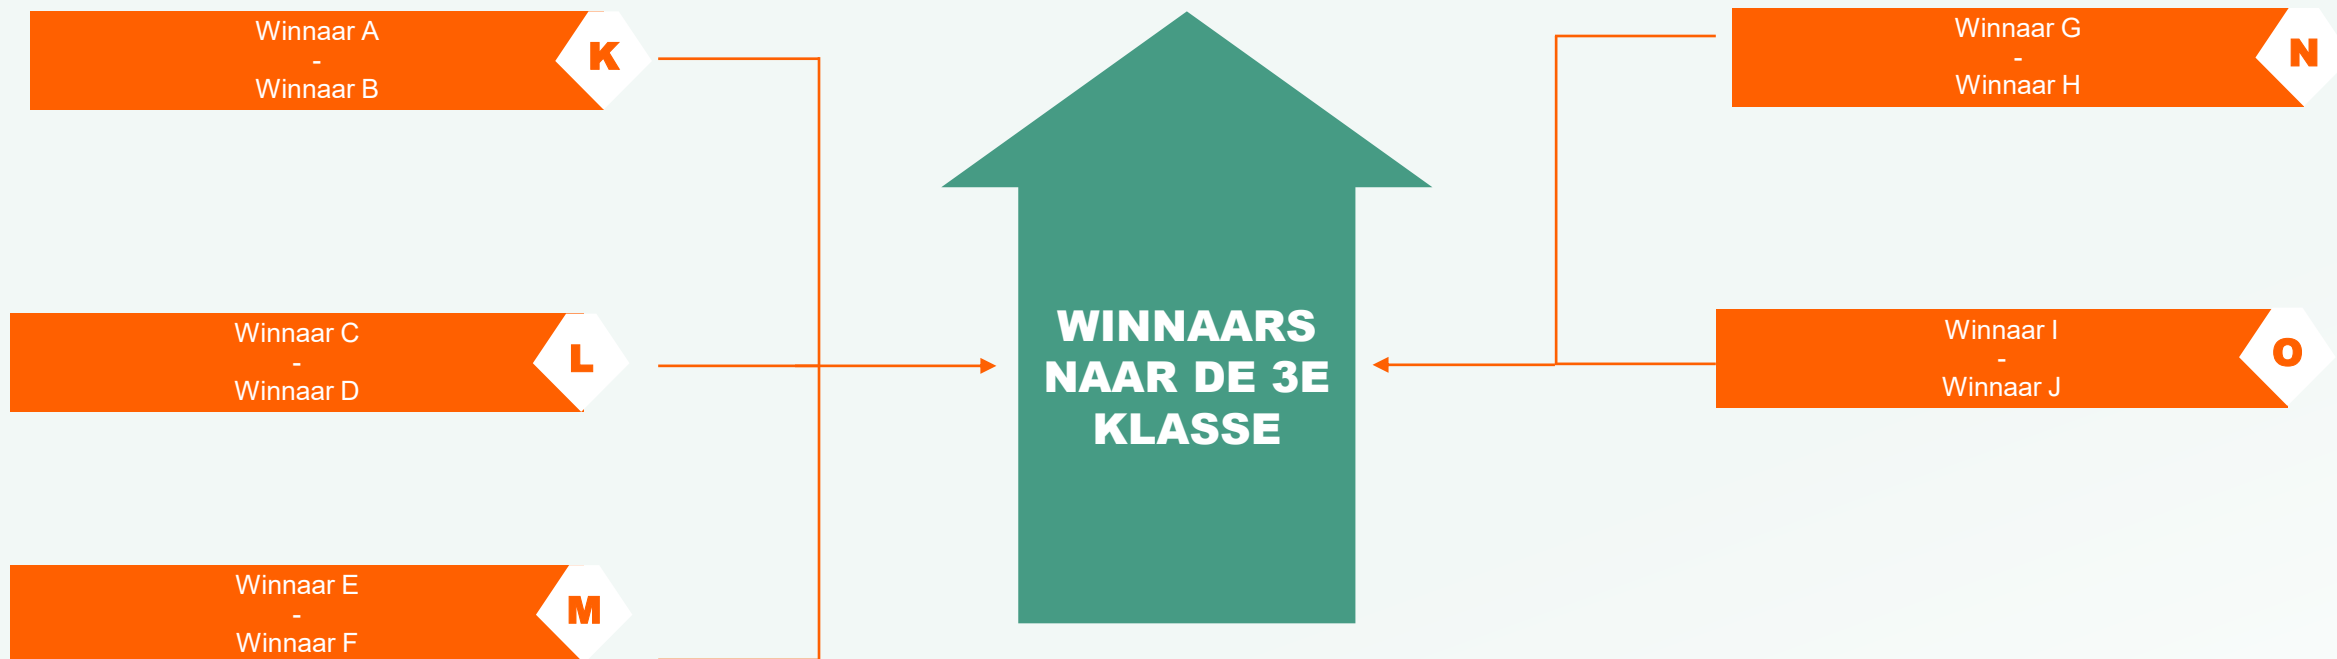 Winnaar A
-
Winnaar B
K
Winnaar C
-
Winnaar D
L
Winnaar E
-
Winnaar F
M
WINNAARS
NAAR DE 3E
KLASSE
Winnaar G
-
Winnaar H
N
Winnaar I
-
Winnaar J
O